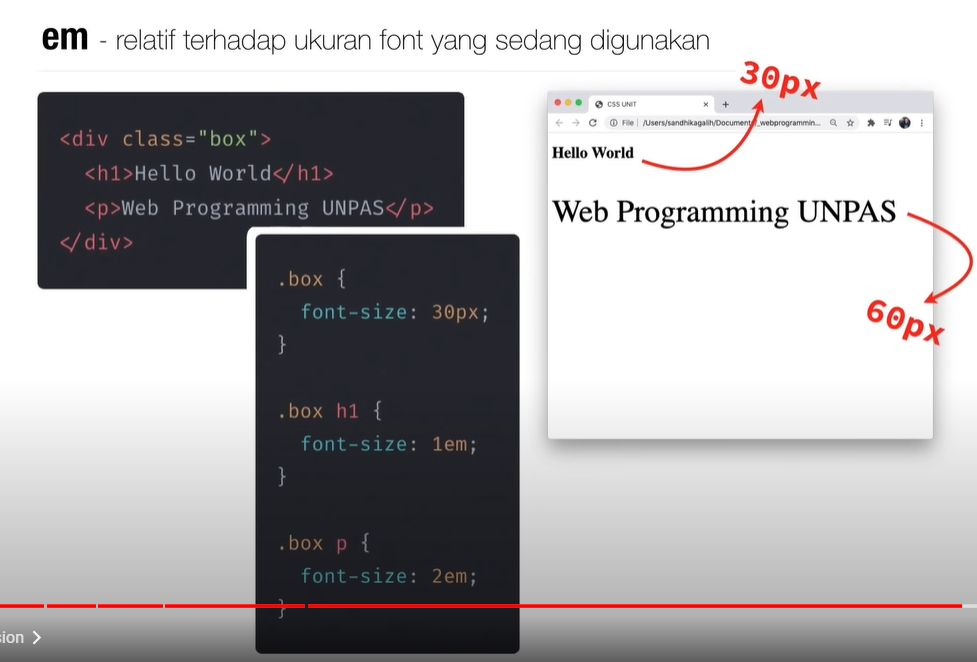 em - relatif terhadap ukuran font yang sedang digunakan
<div class="box">
<h1>Hello World</h1>
<p>Web Programming UNPAS</p>
</div>
.box {
font-size: 30px;
}
.box h1 {
font-size: 1em;
}
.box p {
font-size: 2em;
}
30px
CSS UNIT
File | /Users/sandhikagalih/Document/_webprogrammin...
Hello World
Web Programming UNPAS
60px
sion